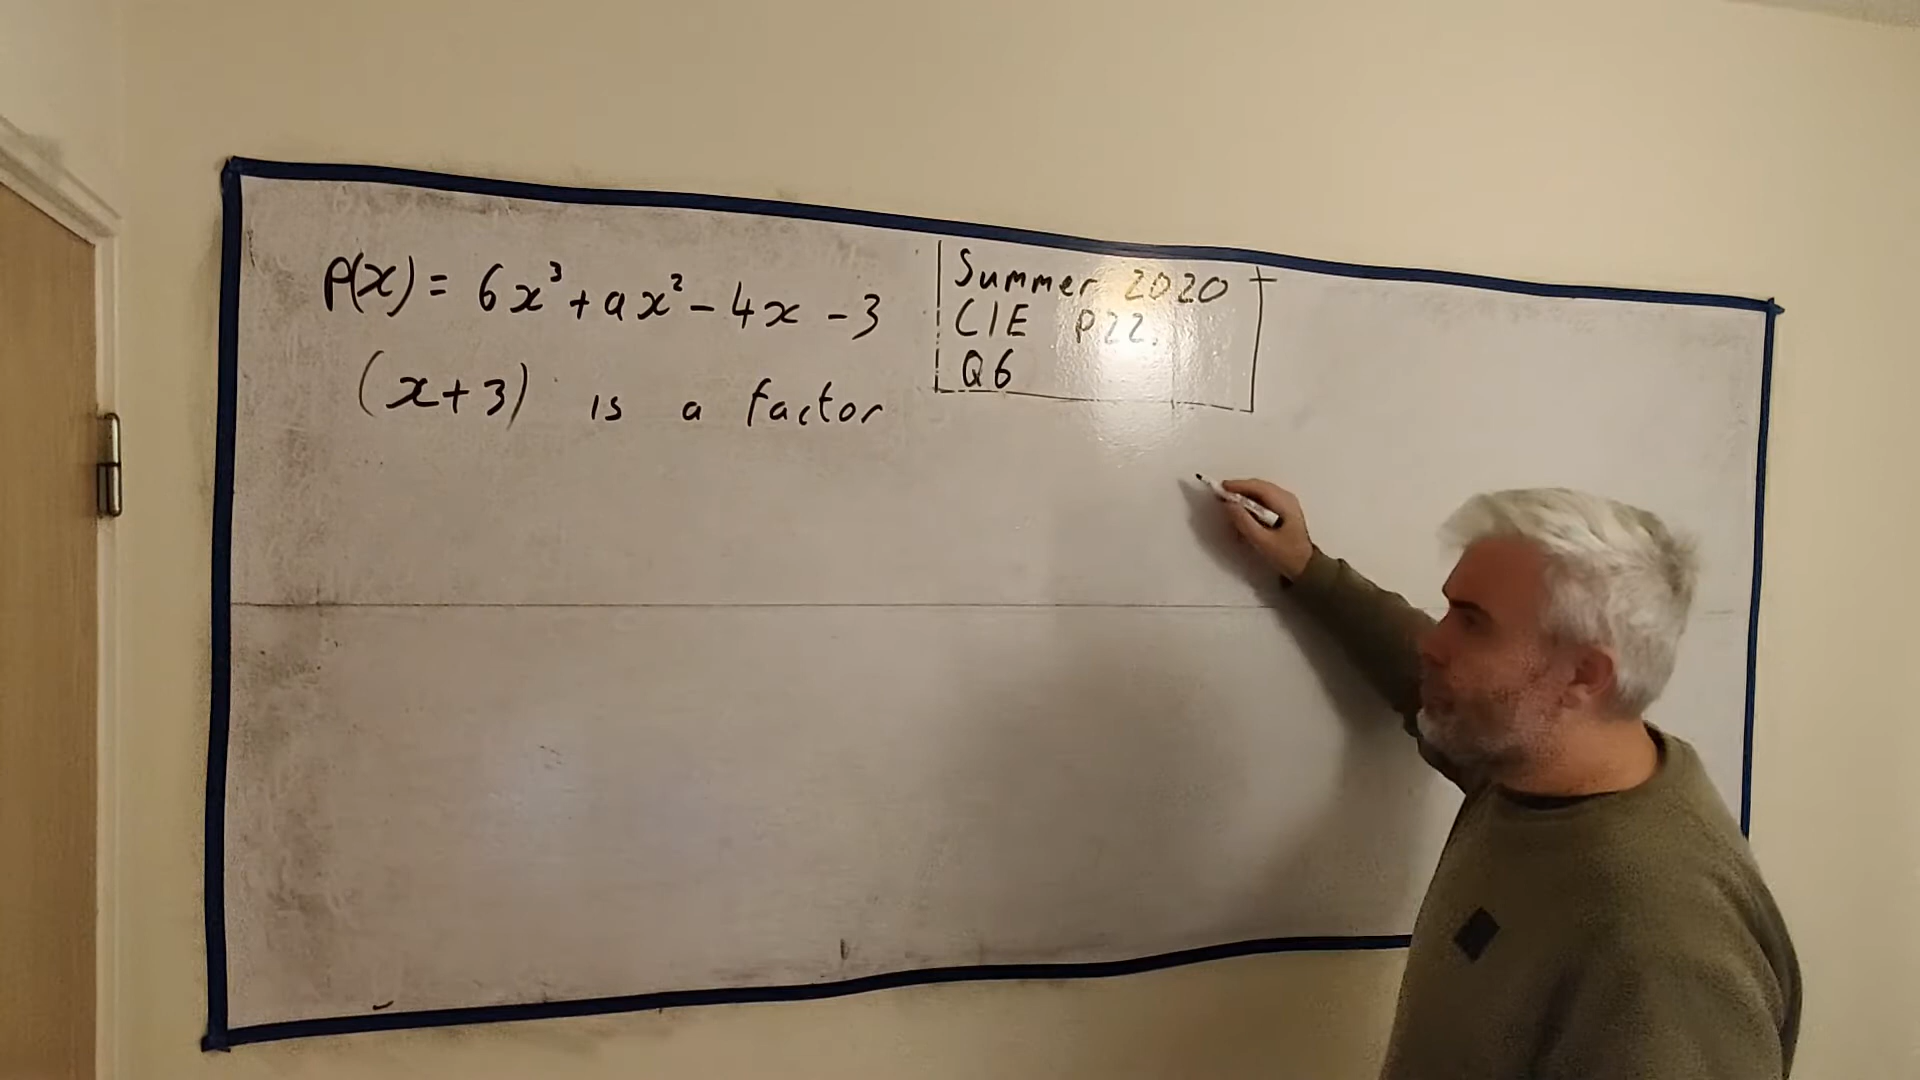 P(x) = 6x³ + ax² - 4x - 3
(x+3) is a factor
Summer 2020
CIE P22.
Q6